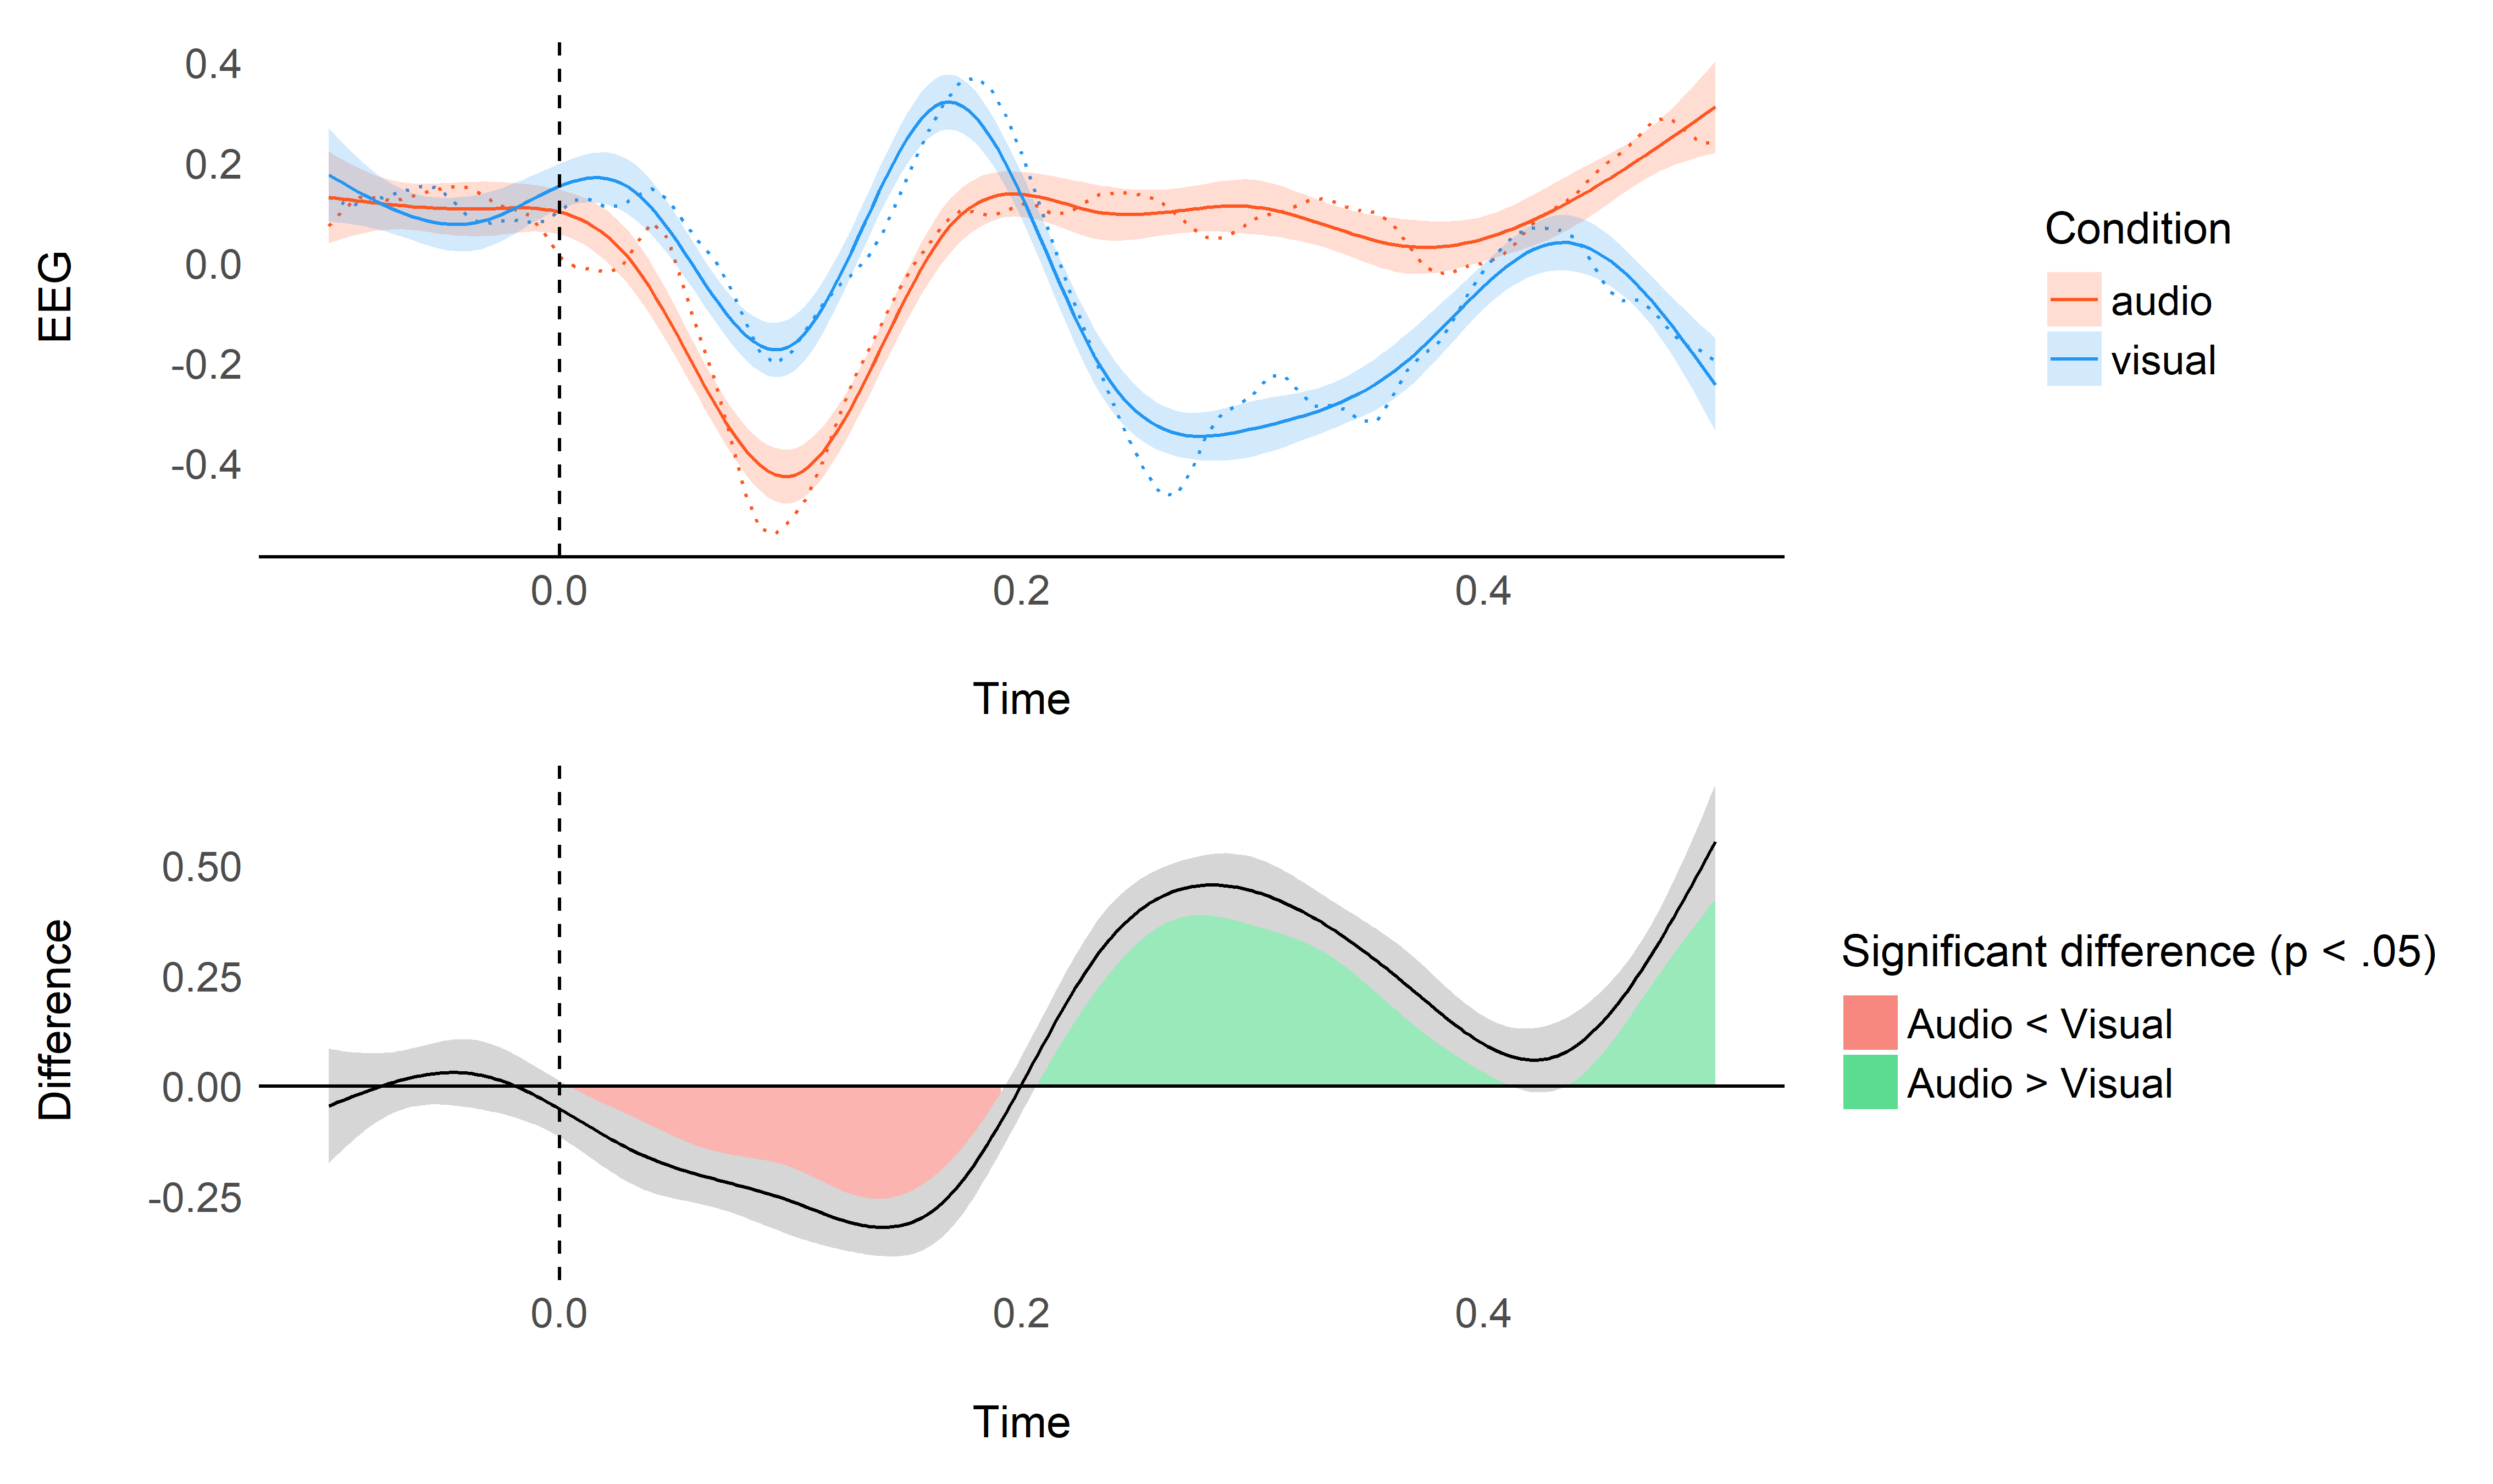 0.4
0.2
0.0
-0.2
-0.4
EEG
0.0 0.2 0.4
Time
Condition
audio
visual
0.50
0.25
0.00
-0.25
Difference
0.0 0.2 0.4
Time
Significant difference (p < .05)
Audio < Visual
Audio > Visual